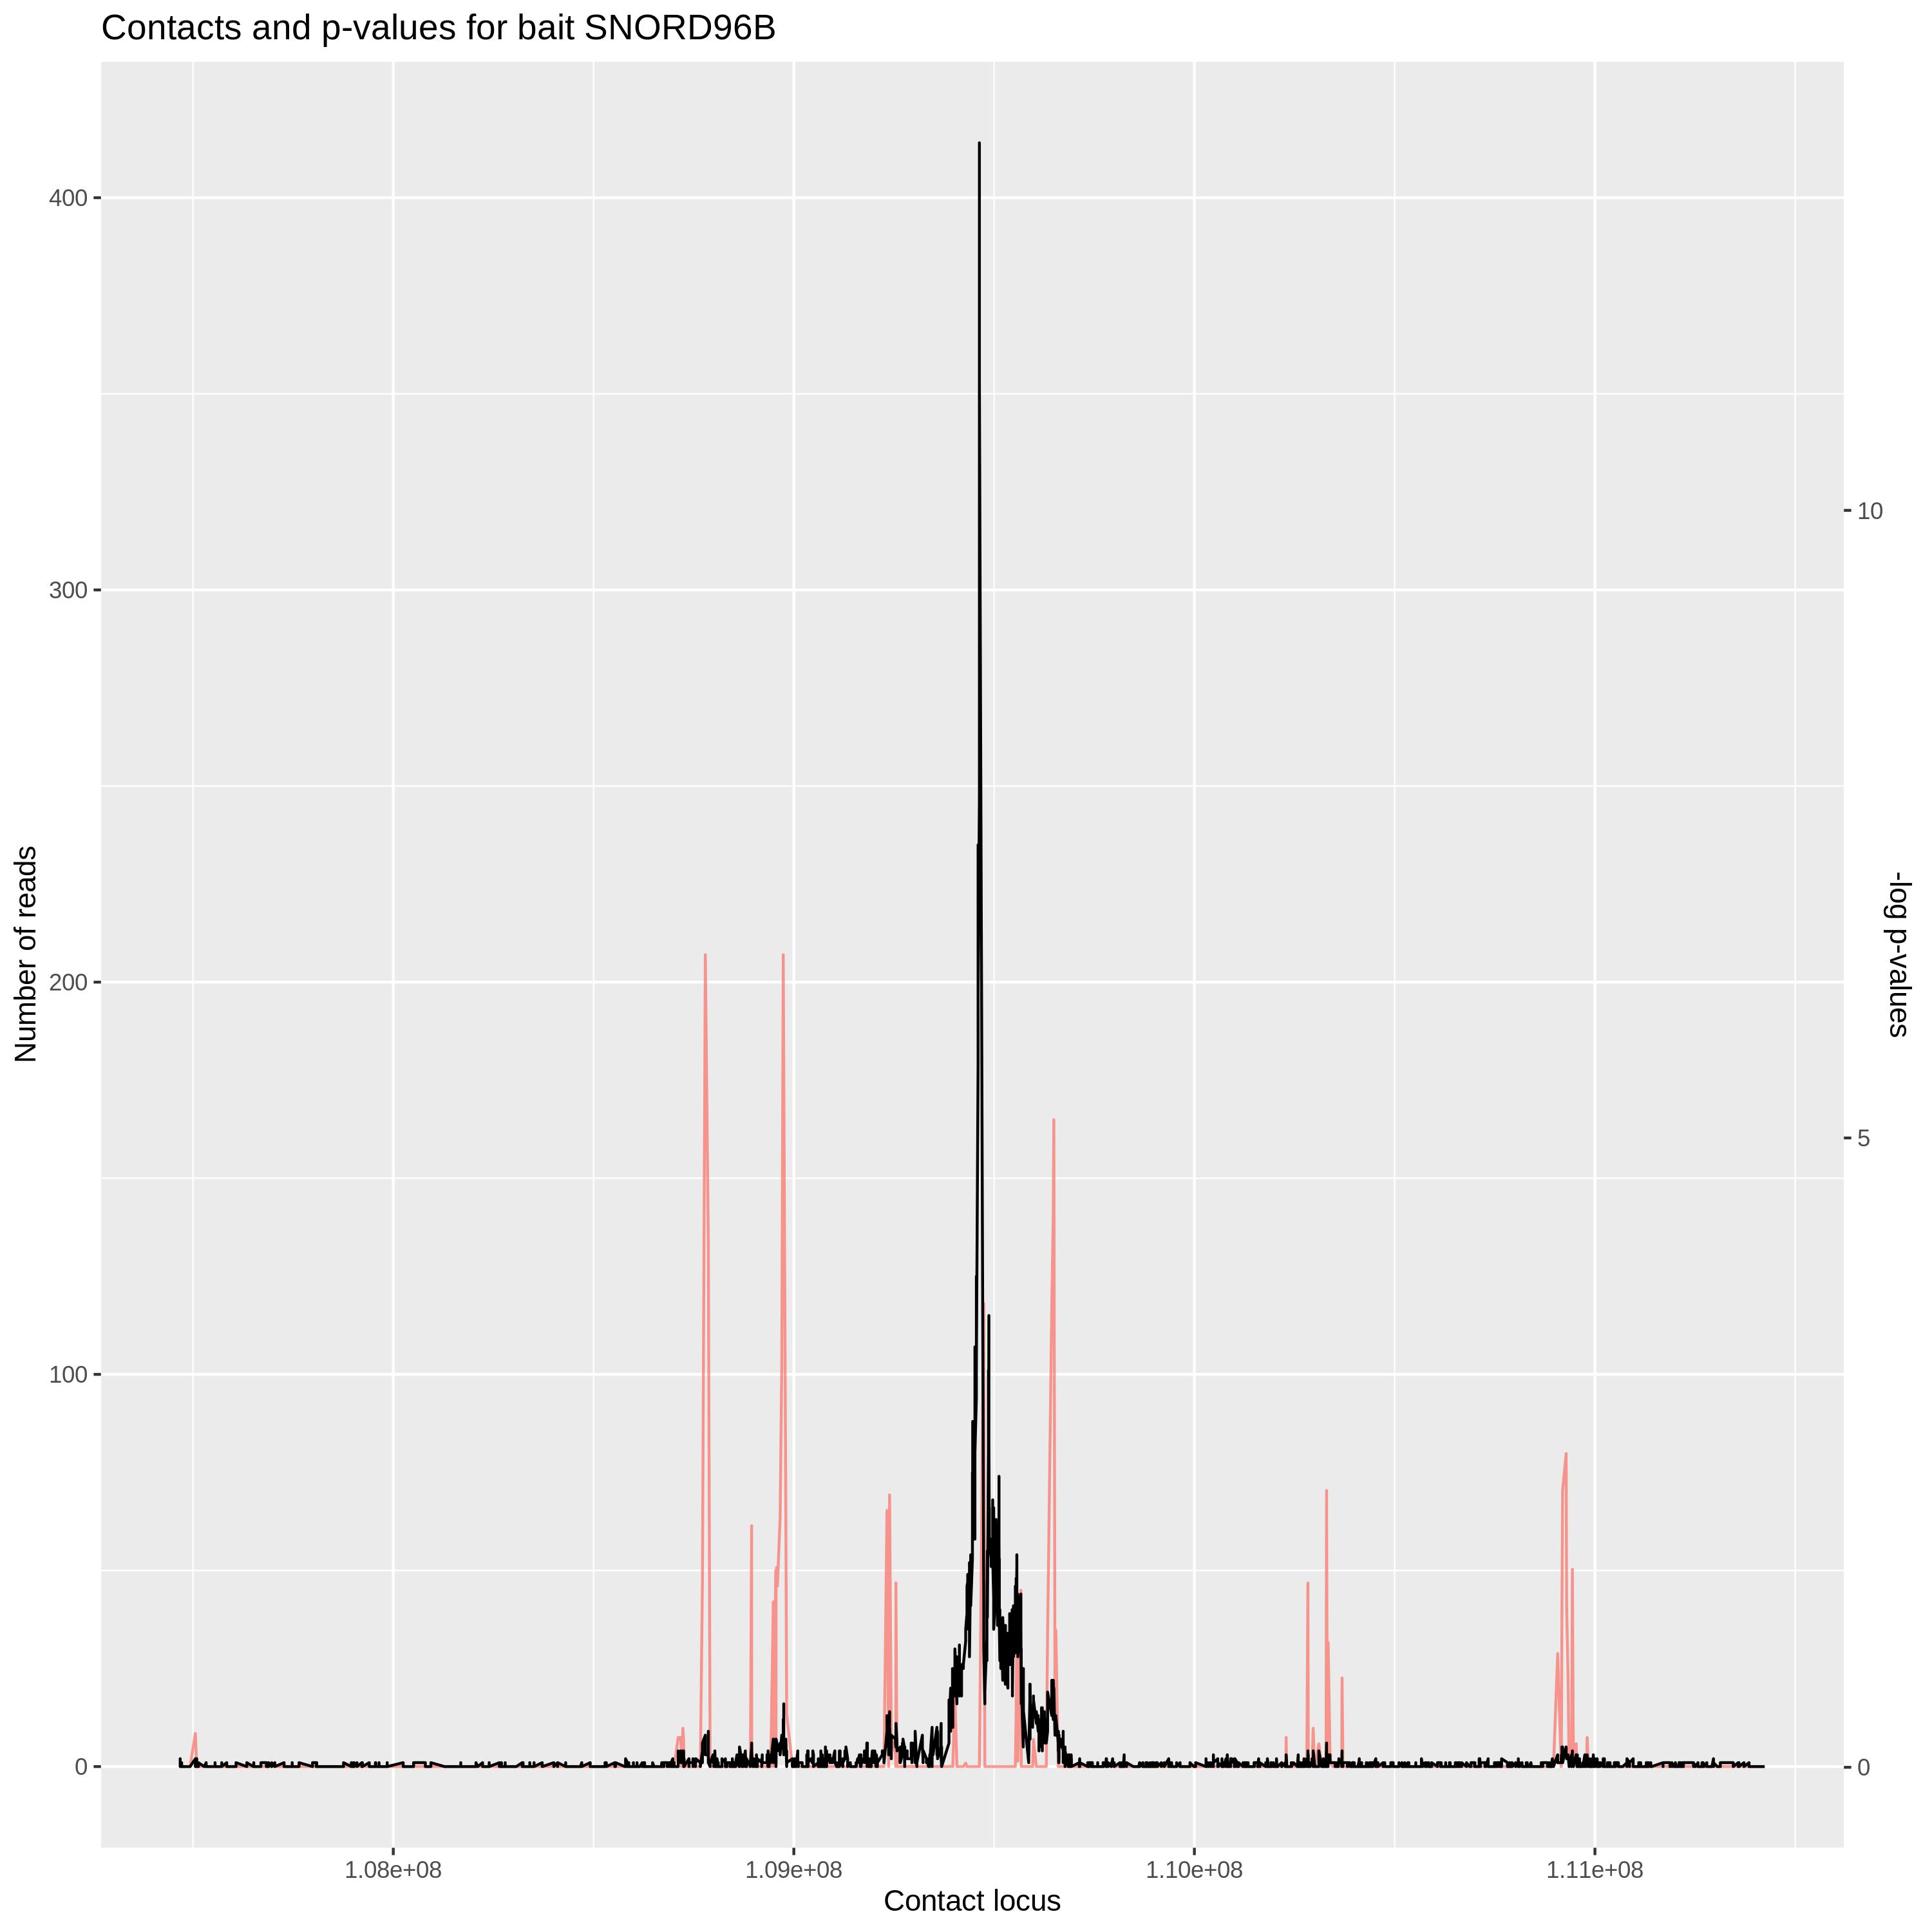 Contacts and p-values for bait SNORD96B
400
300
200
100
0
Number of reads
10
5
0
-log p-values
1.08e+08
1.09e+08
1.10e+08
1.11e+08
Contact locus